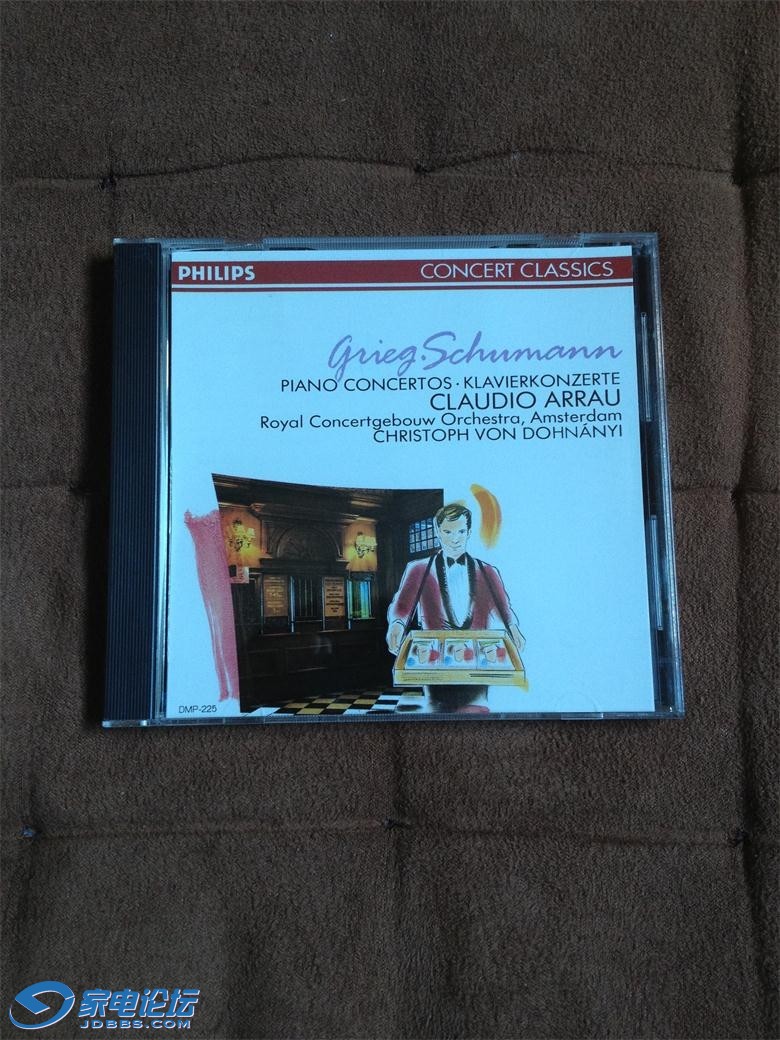 PHILIPS CONCERT CLASSICS
Grieg·Schumann
PIANO CONCERTOS · KLAVIERKONZERTE
CLAUDIO ARRAU
Royal Concertgebouw Orchestra, Amsterdam
CHRISTOPH VON DOHNÁNYI
DMP-225
家电论坛
JDBBS.COM